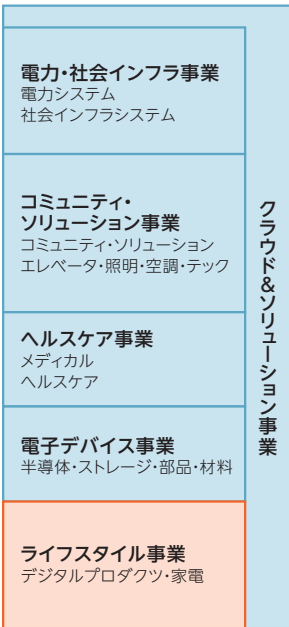 電力・社会インフラ事業
電力システム
社会インフラシステム
コミュニティ・
ソリューション事業
コミュニティ・ソリューション
エレベータ・照明・空調・テック
ヘルスケア事業
メディカル
ヘルスケア
電子デバイス事業
半導体・ストレージ・部品・材料
ライフスタイル事業
デジタルプロダクツ・家電
クラウド&ソリューション事業